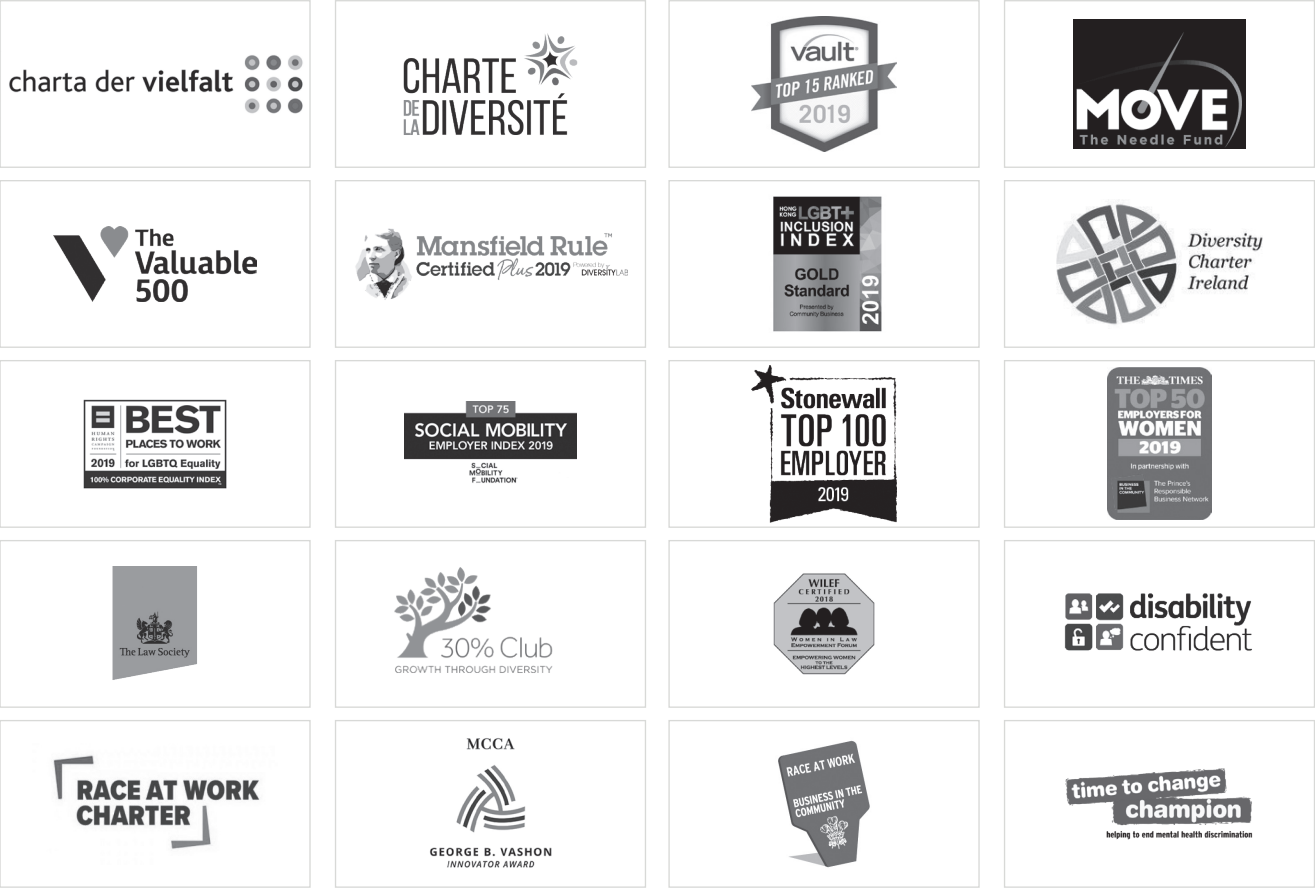 charta der vielfalt
CHARTE
DE LA DIVERSITÉ
vault
TOP 15 RANKED
2019
MOVE
The Needle Fund
The
Valuable
500
Mansfield Rule™
Certified Plus 2019 Powered by DIVERSITYLAB
HONG KONG LGBT+
INCLUSION
INDEX
GOLD
Standard
Presented by
Community Business
2019
Diversity
Charter
Ireland
HUMAN
RIGHTS
CAMPAIGN
FOUNDATION
2019
BEST
PLACES TO WORK
for LGBTQ Equality
100% CORPORATE EQUALITY INDEX
TOP 75
SOCIAL MOBILITY
EMPLOYER INDEX 2019
S_CIAL
MOBILITY
F_UNDATION
Stonewall
TOP 100
EMPLOYER
2019
THE TIMES
TOP 50
EMPLOYERS FOR
WOMEN
2019
In partnership with
BUSINESS
IN THE
COMMUNITY
The Prince's
Responsible
Business Network
The Law Society
30% Club
GROWTH THROUGH DIVERSITY
WILEF
CERTIFIED
2018
WOMEN IN LAW
EMPOWERMENT FORUM
EMPOWERING WOMEN
TO THE
HIGHEST LEVELS
disability
confident
RACE AT WORK
CHARTER
MCCA
GEORGE B. VASHON
INNOVATOR AWARD
RACE AT WORK
BUSINESS IN THE
COMMUNITY
time to change
champion
helping to end mental health discrimination